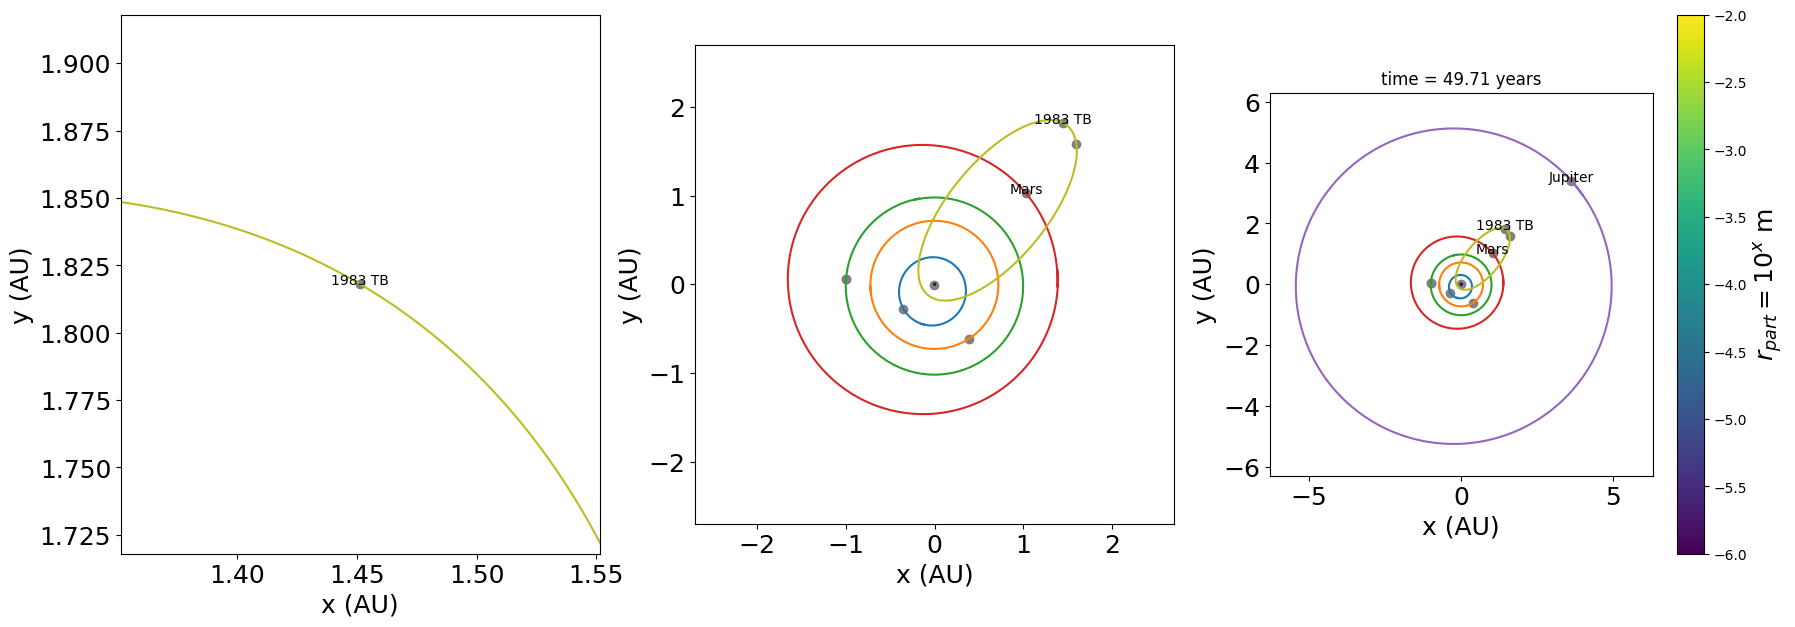 1.900
1.875
1.850
1.825
1.800
1.775
1.750
1.725
y (AU)
1983 TB
1.40
1.45
1.50
1.55
x (AU)
2
1
0
−1
−2
y (AU)
1983 TB
Mars
−2
−1
0
1
2
x (AU)
time = 49.71 years
6
4
2
0
−2
−4
−6
y (AU)
Jupiter
1983 TB
Mars
−5
0
5
x (AU)
−2.0
−2.5
−3.0
−3.5
−4.0
−4.5
−5.0
−5.5
−6.0
r_part = 10^x m